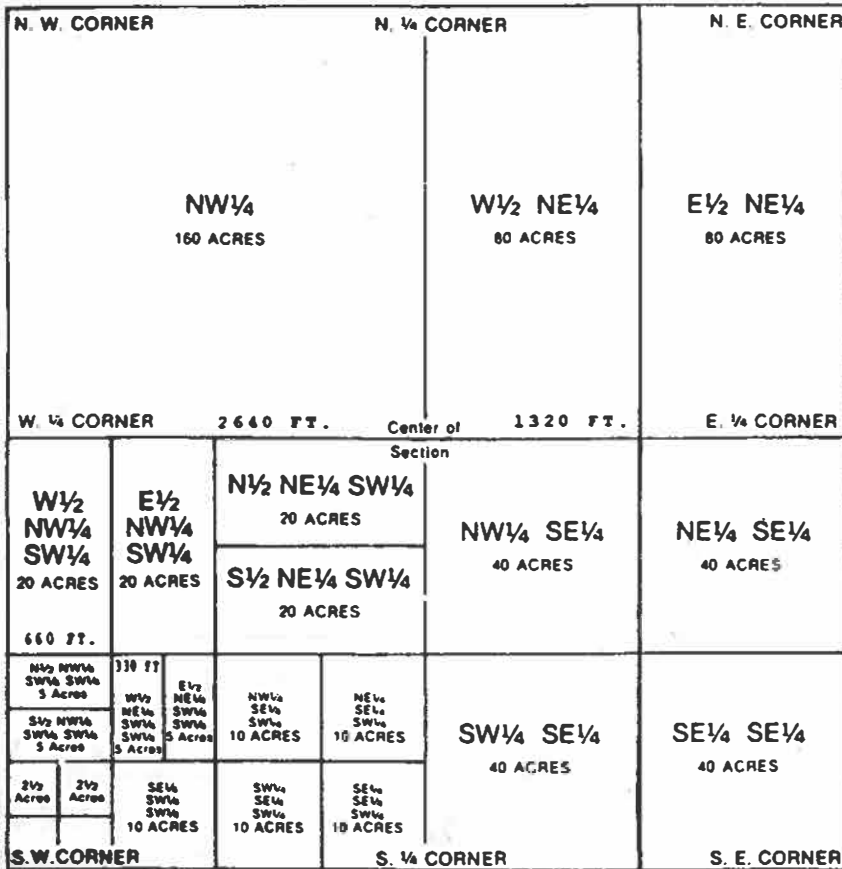 N. W. CORNER
N. ¼ CORNER
N. E. CORNER
NW¼
160 ACRES
W½ NE¼
80 ACRES
E½ NE¼
80 ACRES
W. ¼ CORNER
2640 FT.
Center of
Section
1320 FT.
E. ¼ CORNER
W½
NW¼
SW¼
20 ACRES
660 FT.
E½
NW¼
SW¼
20 ACRES
N½ NE¼ SW¼
20 ACRES
S½ NE¼ SW¼
20 ACRES
NW¼ SE¼
40 ACRES
NE¼ SE¼
40 ACRES
N½ NW¼
SW¼ SW¼
5 Acres
S½ NW¼
SW¼ SW¼
5 Acres
330 FT
W½
NE¼
SW¼
SW¼
5 Acres
E½
NE¼
SW¼
SW¼
5 Acres
NW¼
SE¼
SW¼
10 ACRES
NE¼
SE¼
SW¼
10 ACRES
SW¼ SE¼
40 ACRES
SE¼ SE¼
40 ACRES
2½
Acres
2½
Acres
SE¼
SW¼
SW¼
10 ACRES
SW¼
SE¼
SW¼
10 ACRES
SE¼
SE¼
SW¼
10 ACRES
S.W. CORNER
S. ¼ CORNER
S. E. CORNER